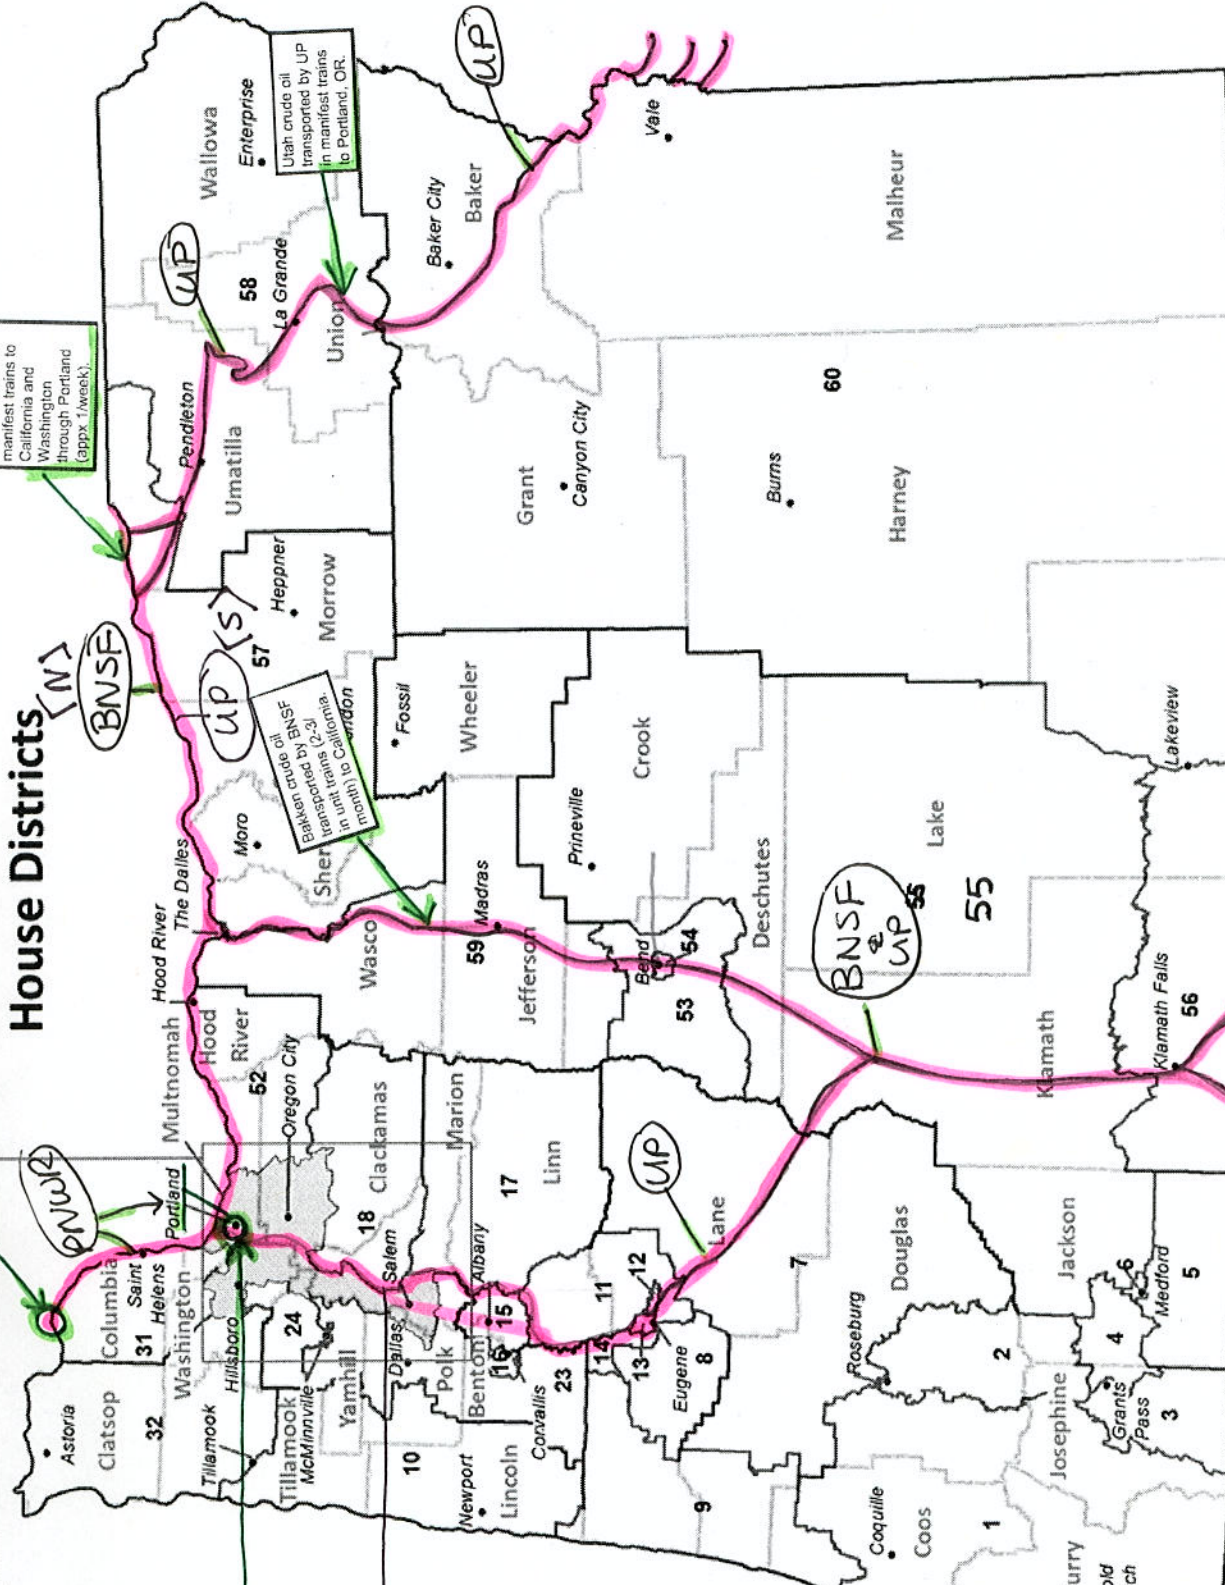 House Districts
manifest trains to
California and
Washington
through Portland
(appx 1/week).
Utah crude oil
transported by UP
in manifest trains
to Portland, OR.
Bakken crude oil
transported by BNSF
in unit trains (2-3/
month) to California.
PNWR
BNSF
[N]
UP
[S]
UP
UP
UP
BNSF
&
UP
Astoria
Clatsop
Columbia
31
Saint
Helens
32
Washington
Portland
Multnomah
Hood River
The Dalles
Hillsboro
Tillamook
Tillamook
McMinnville
24
Yamhill
Oregon City
52
Hood
River
Clackamas
18
Marion
Salem
Dallas
Polk
10
Newport
Lincoln
Benton
16
15
Albany
Corvallis
23
17
Linn
11
14
12
13
Eugene
8
9
Lane
7
Moro
Sher
Wasco
59
Madras
Jefferson
Fossil
Wheeler
ndon
57
Heppner
Morrow
Umatilla
Pendleton
58
La Grande
Union
Wallowa
Enterprise
Baker City
Baker
Vale
Malheur
Grant
Canyon City
60
Burns
Harney
Crook
Prineville
Bend
54
53
Deschutes
Lake
55
55
Lakeview
Klamath
Klamath Falls
56
Douglas
Roseburg
2
Jackson
6
Medford
5
4
Josephine
Grants
Pass
3
Coquille
Coos
1
urry
old
ch